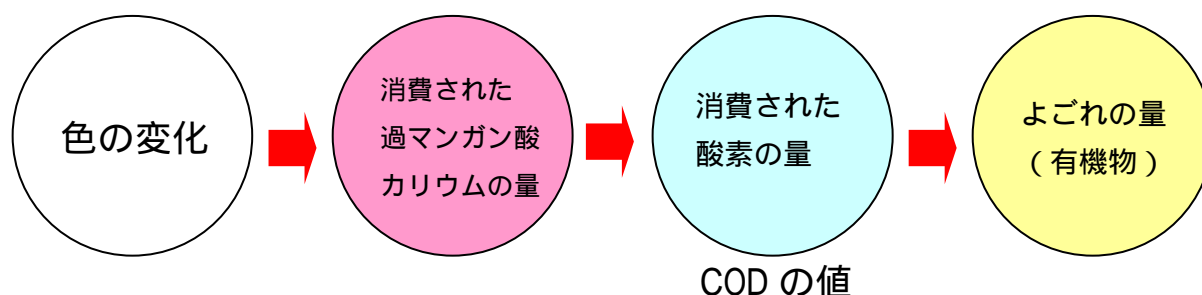 色の変化
消費された
過マンガン酸
カリウムの量
消費された
酸素の量
よごれの量
(有機物)
COD の値